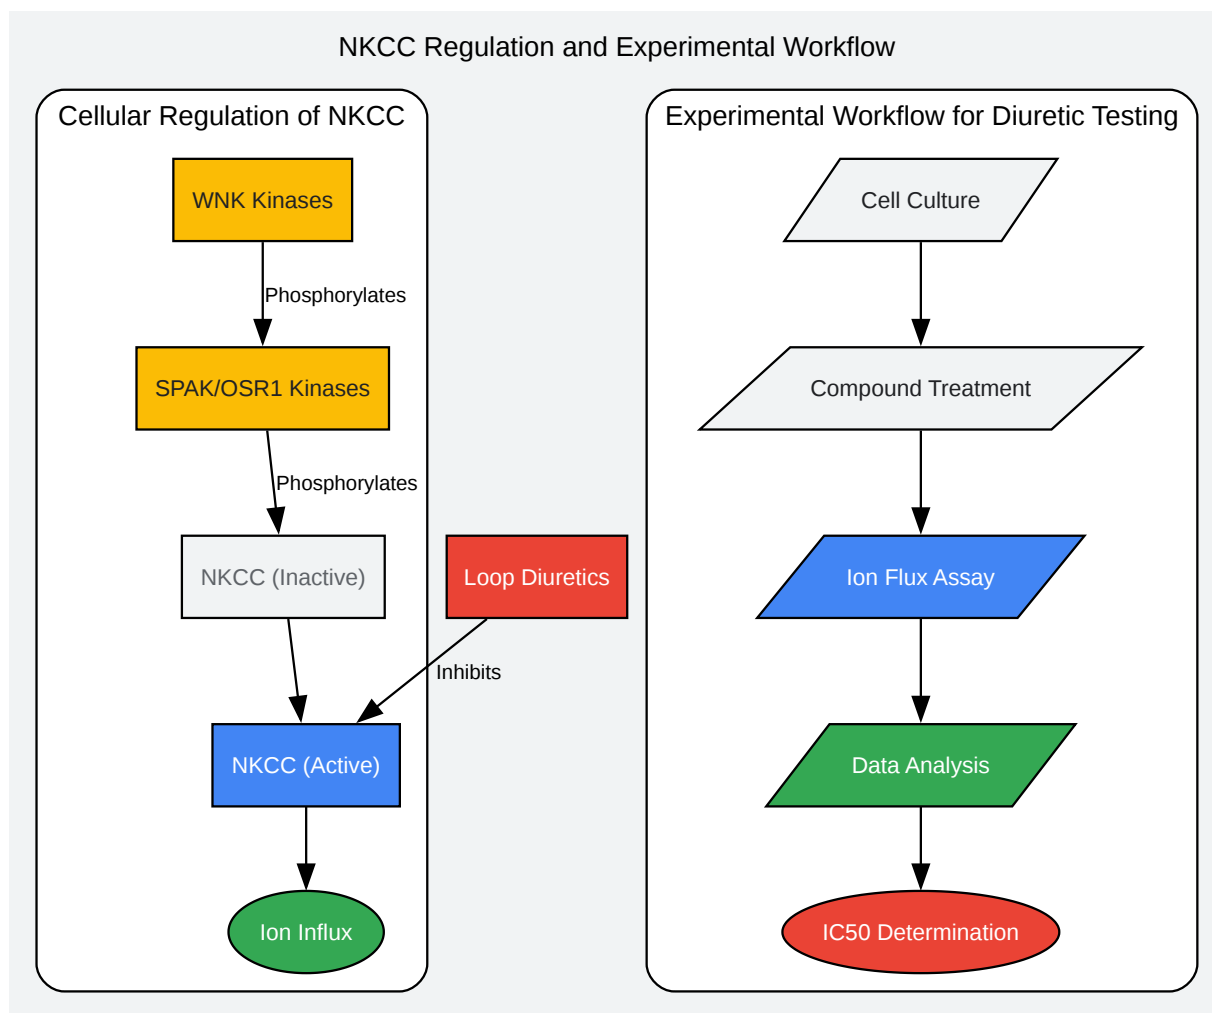 NKCC Regulation and Experimental Workflow
Cellular Regulation of NKCC
WNK Kinases
Phosphorylates
SPAK/OSR1 Kinases
Phosphorylates
NKCC (Inactive)
Loop Diuretics
Inhibits
NKCC (Active)
Ion Influx
Experimental Workflow for Diuretic Testing
Cell Culture
Compound Treatment
Ion Flux Assay
Data Analysis
IC50 Determination